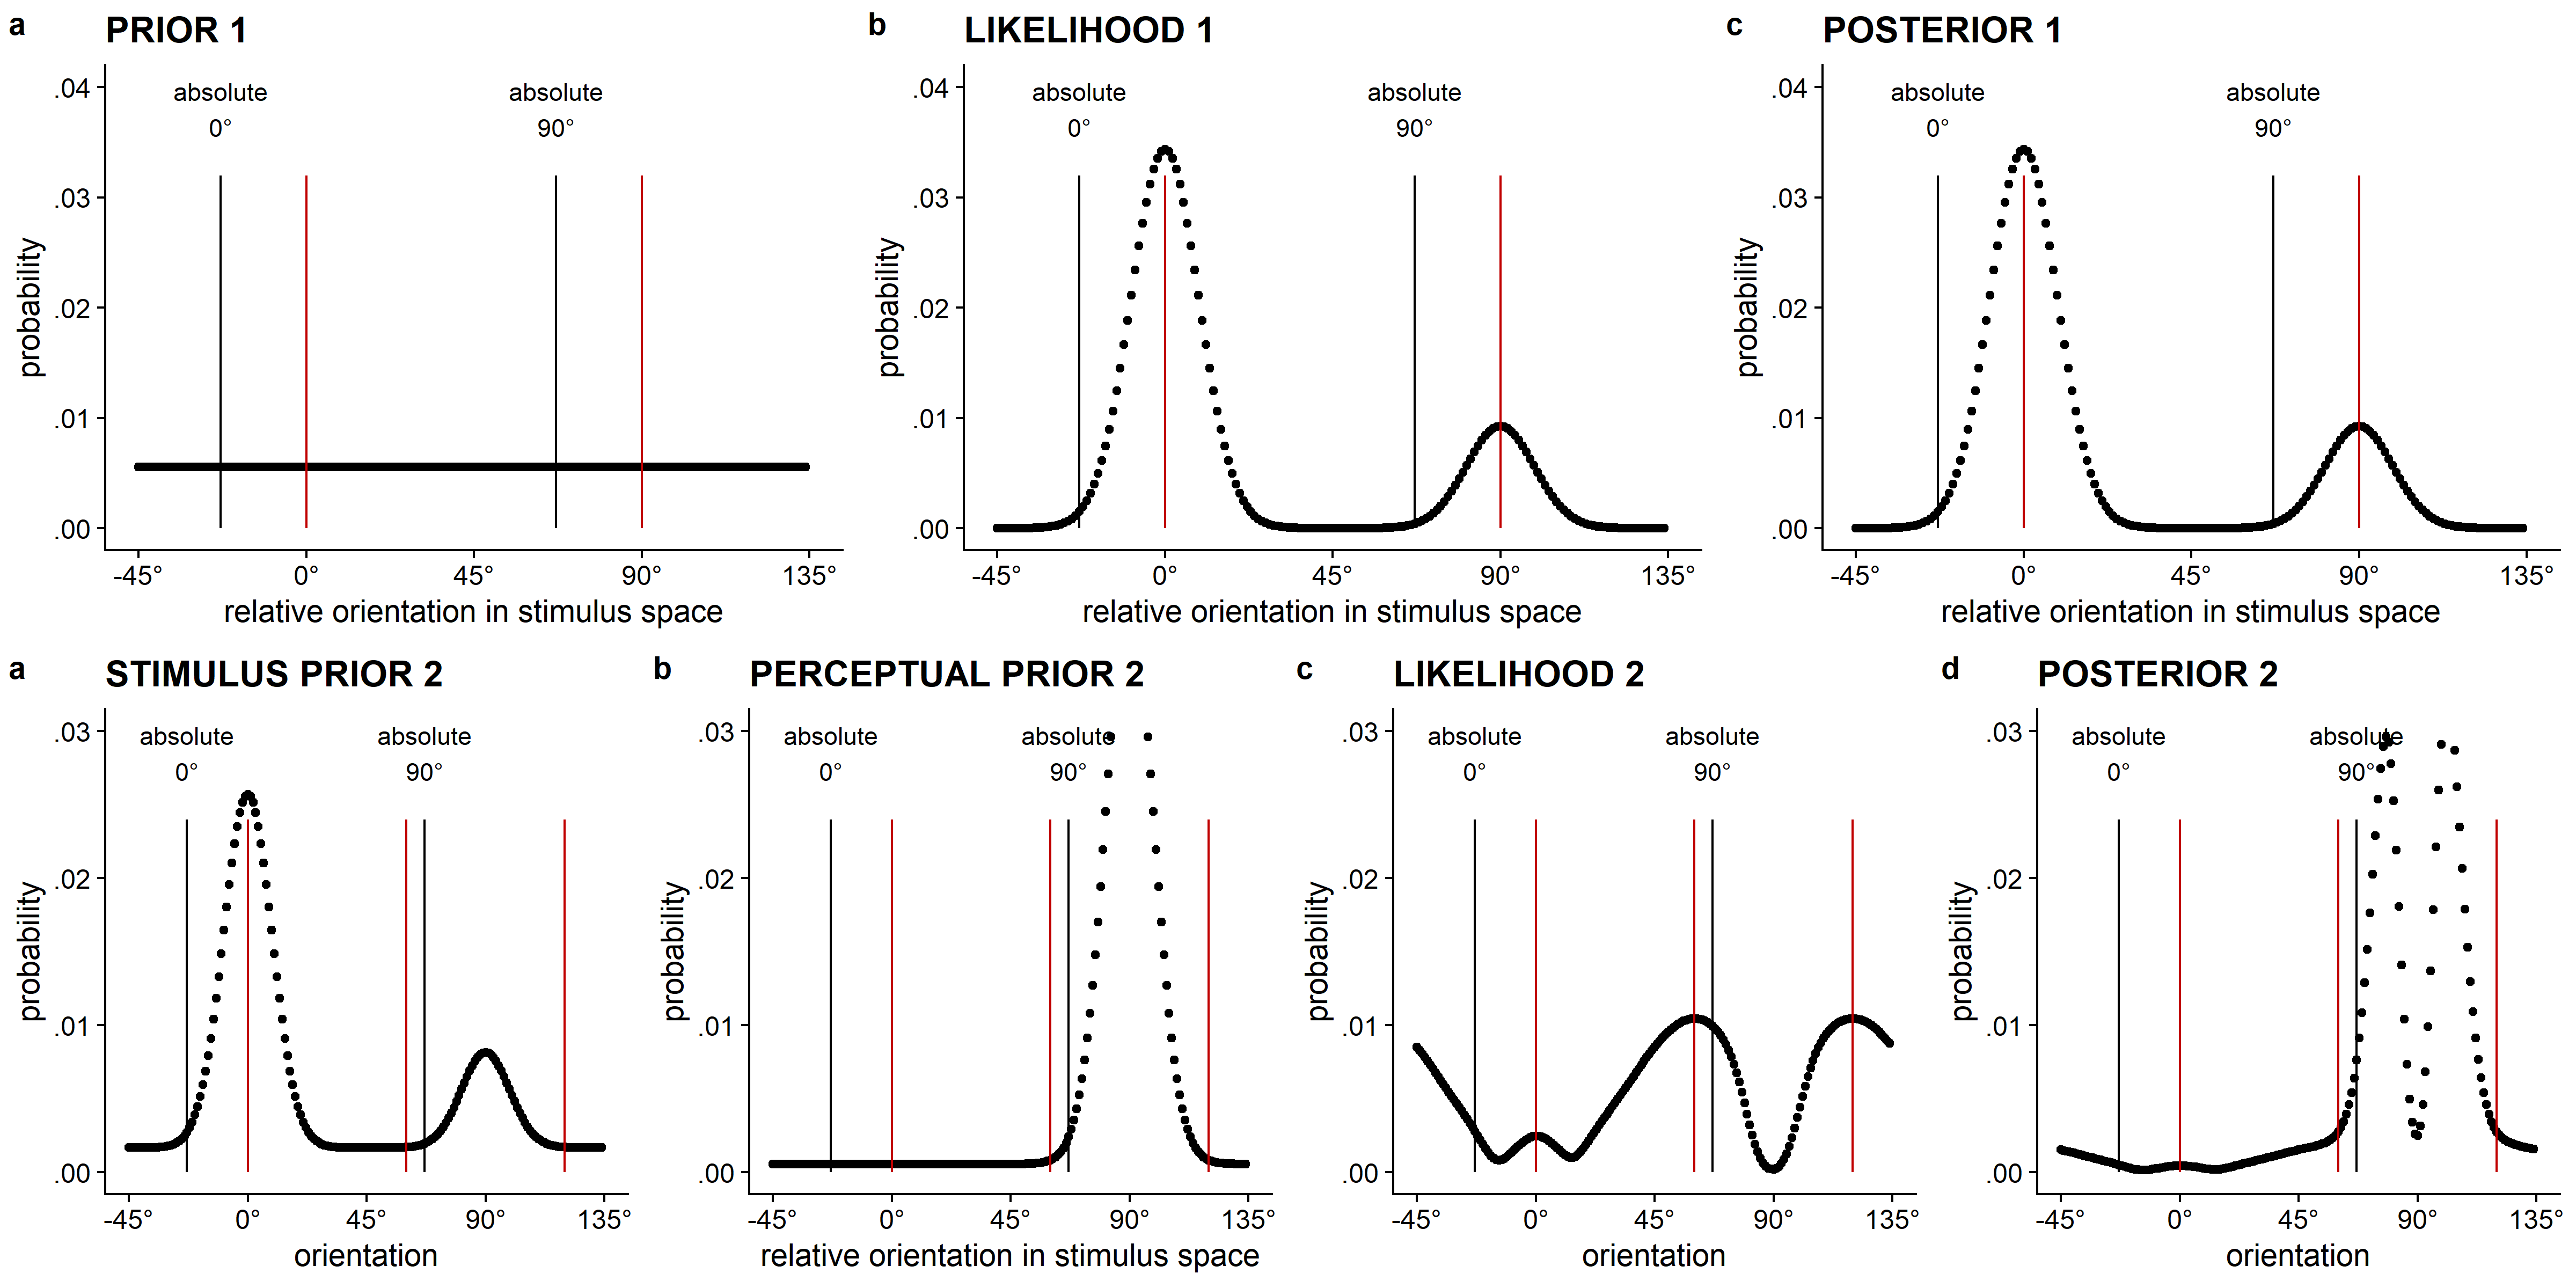 a PRIOR 1
absolute 0°
absolute 90°
.04
.03
.02
.01
.00
probability
-45° 0° 45° 90° 135°
relative orientation in stimulus space
b LIKELIHOOD 1
absolute 0°
absolute 90°
.04
.03
.02
.01
.00
probability
-45° 0° 45° 90° 135°
relative orientation in stimulus space
c POSTERIOR 1
absolute 0°
absolute 90°
.04
.03
.02
.01
.00
probability
-45° 0° 45° 90° 135°
relative orientation in stimulus space
a STIMULUS PRIOR 2
absolute 0°
absolute 90°
.03
.02
.01
.00
probability
-45° 0° 45° 90° 135°
orientation
b PERCEPTUAL PRIOR 2
absolute 0°
absolute 90°
.03
.02
.01
.00
probability
-45° 0° 45° 90° 135°
relative orientation in stimulus space
c LIKELIHOOD 2
absolute 0°
absolute 90°
.03
.02
.01
.00
probability
-45° 0° 45° 90° 135°
orientation
d POSTERIOR 2
absolute 0°
absolute 90°
.03
.02
.01
.00
probability
-45° 0° 45° 90° 135°
orientation